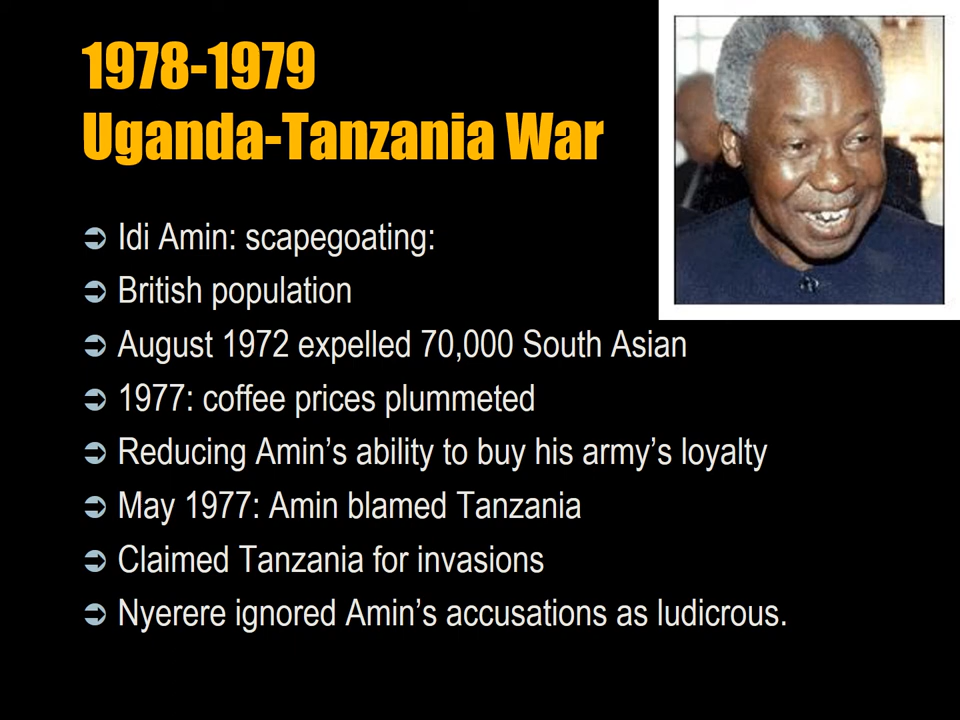 1978-1979
Uganda-Tanzania War
Idi Amin: scapegoating:
British population
August 1972 expelled 70,000 South Asian
1977: coffee prices plummeted
Reducing Amin’s ability to buy his army’s loyalty
May 1977: Amin blamed Tanzania
Claimed Tanzania for invasions
Nyerere ignored Amin’s accusations as ludicrous.